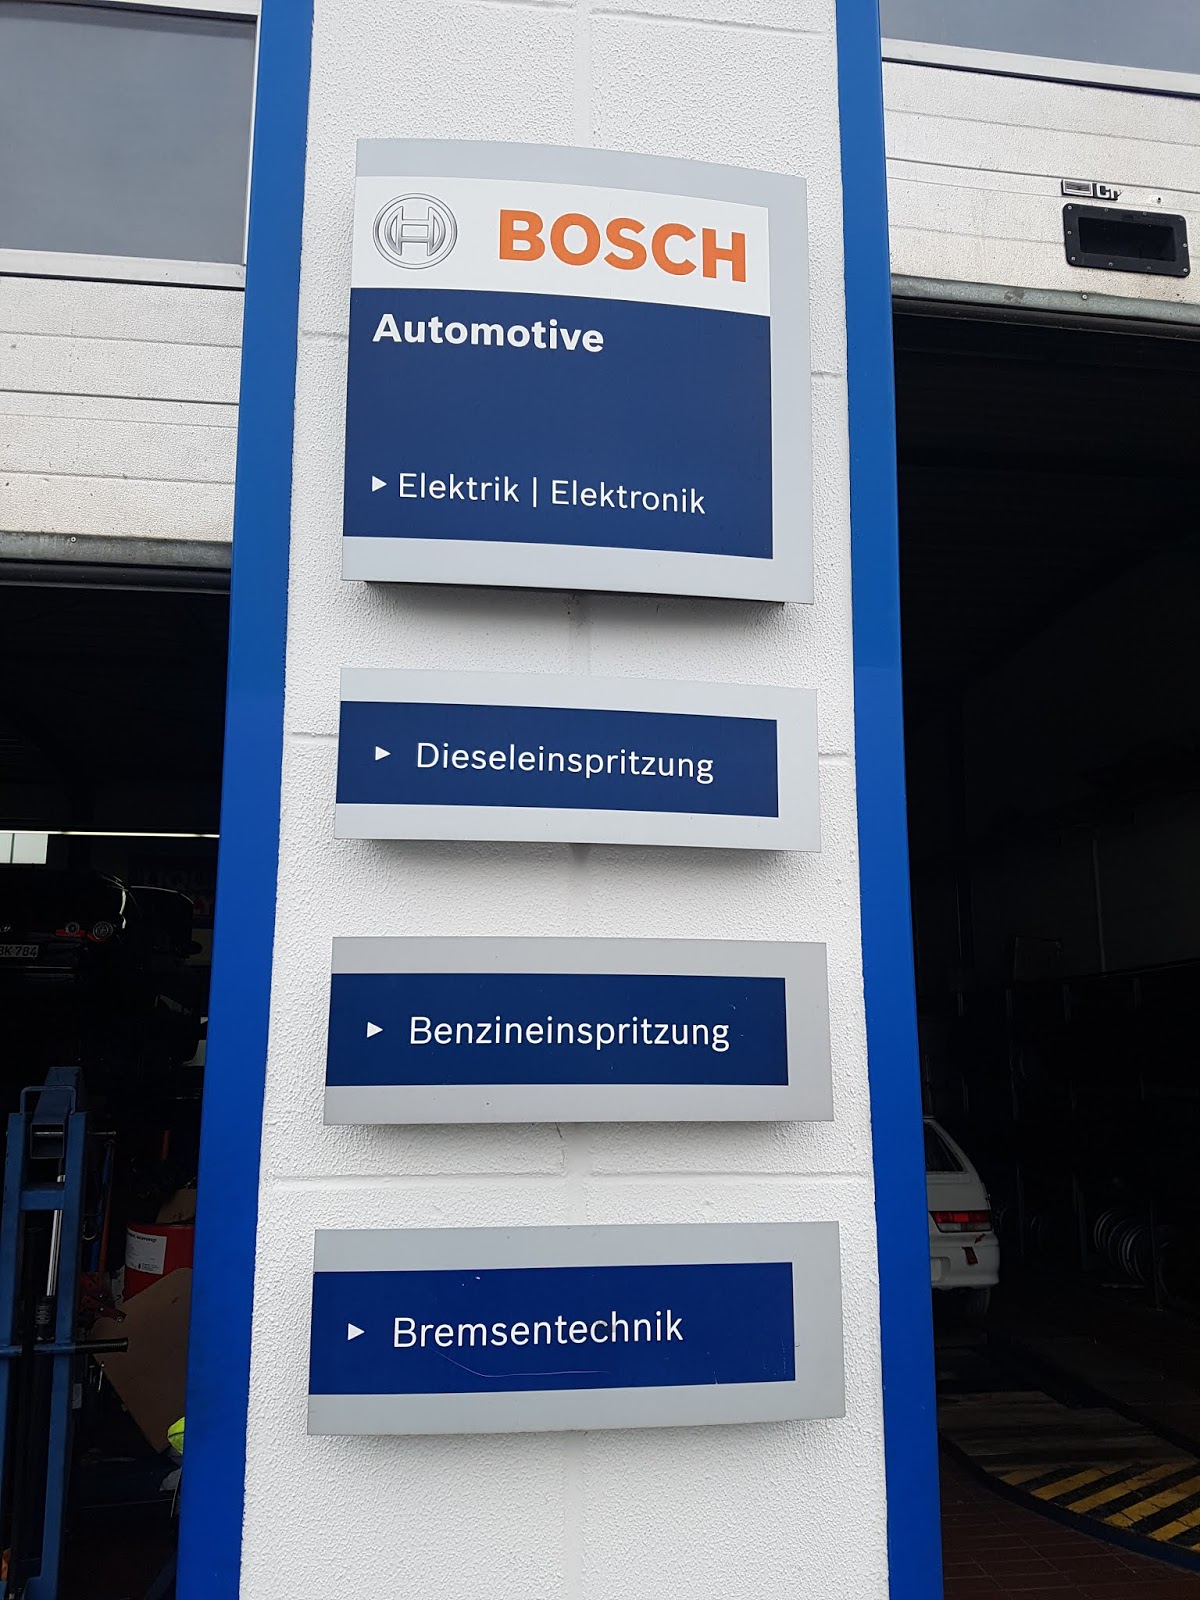 BOSCH
Automotive
▸ Elektrik | Elektronik
▸ Dieseleinspritzung
▸ Benzineinspritzung
▸ Bremsentechnik